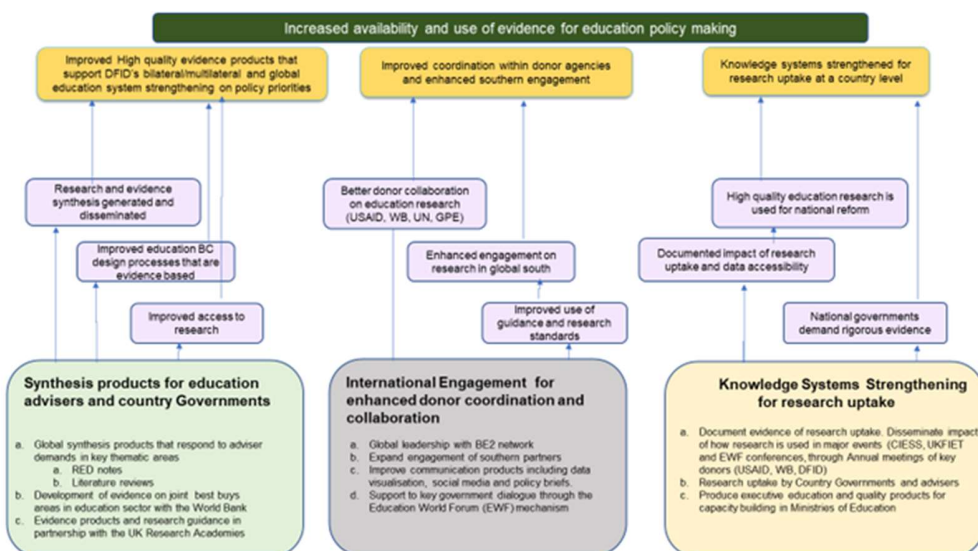 Increased availability and use of evidence for education policy making
Improved High quality evidence products that
support DFID's bilateral/multilateral and global
education system strengthening on policy priorities
Improved coordination within donor agencies
and enhanced southern engagement
Knowledge systems strengthened for
research uptake at a country level
Research and evidence
synthesis generated and
disseminated
Better donor collaboration
on education research
(USAID, WB, UN, GPE)
High quality education research is
used for national reform
Improved education BC
design processes that are
evidence based
Enhanced engagement on
research in global south
Documented impact of research
uptake and data accessibility
Improved access to
research
Improved use of
guidance and research
standards
National governments
demand rigorous evidence
Synthesis products for education
advisers and country Governments
a. Global synthesis products that respond to adviser
demands in key thematic areas
a. RED notes
b. Literature reviews
b. Development of evidence on joint best buys
areas in education sector with the World Bank
c. Evidence products and research guidance in
partnership with the UK Research Academies
International Engagement for
enhanced donor coordination and
collaboration
a. Global leadership with BE2 network
b. Expand engagement of southern partners
c. Improve communication products including data
visualisation, social media and policy briefs.
d. Support to key government dialogue through the
Education World Forum (EWF) mechanism
Knowledge Systems Strengthening
for research uptake
a. Document evidence of research uptake. Disseminate impact
of how research is used in major events (CIESS, UKFIET
and EWF conferences, through Annual meetings of key
donors (USAID, WB, DFID)
b. Research uptake by Country Governments and advisers
c. Produce executive education and quality products for
capacity building in Ministries of Education